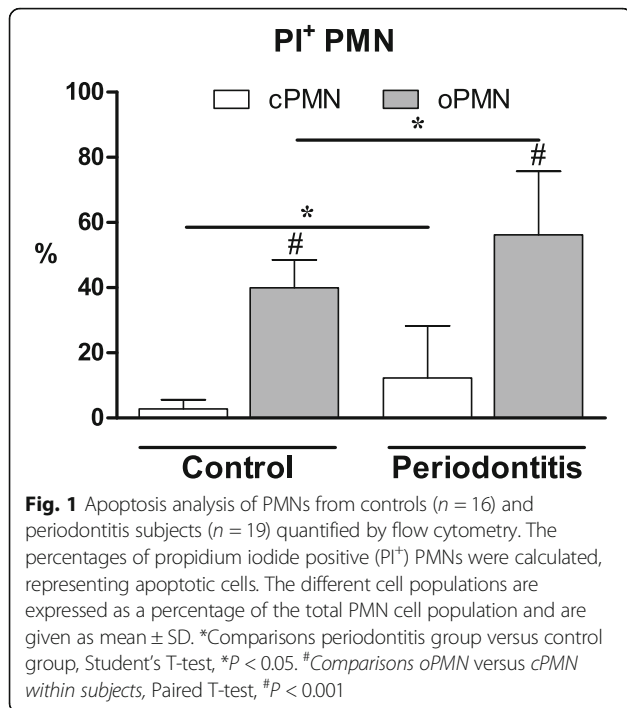 PI⁺ PMN
100
cPMN oPMN
*
80
#
*
60
%
#
40
20
0
Control Periodontitis
Fig. 1 Apoptosis analysis of PMNs from controls (n = 16) and
periodontitis subjects (n = 19) quantified by flow cytometry. The
percentages of propidium iodide positive (PI⁺) PMNs were calculated,
representing apoptotic cells. The different cell populations are
expressed as a percentage of the total PMN cell population and are
given as mean ± SD. *Comparisons periodontitis group versus control
group, Student's T-test, *P < 0.05. #Comparisons oPMN versus cPMN
within subjects, Paired T-test, #P < 0.001